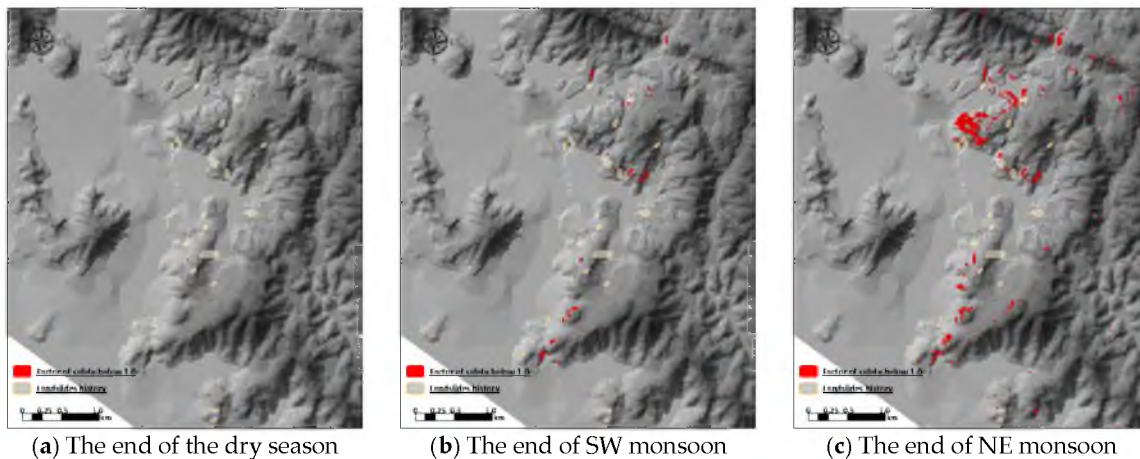 Factor of safety below 1.0
Landslides history
0 0.25 0.5 1.0
km
(a) The end of the dry season
Factor of safety below 1.0
Landslides history
0 0.25 0.5 1.0
km
(b) The end of SW monsoon
Factor of safety below 1.0
Landslides history
0 0.25 0.5 1.0
km
(c) The end of NE monsoon